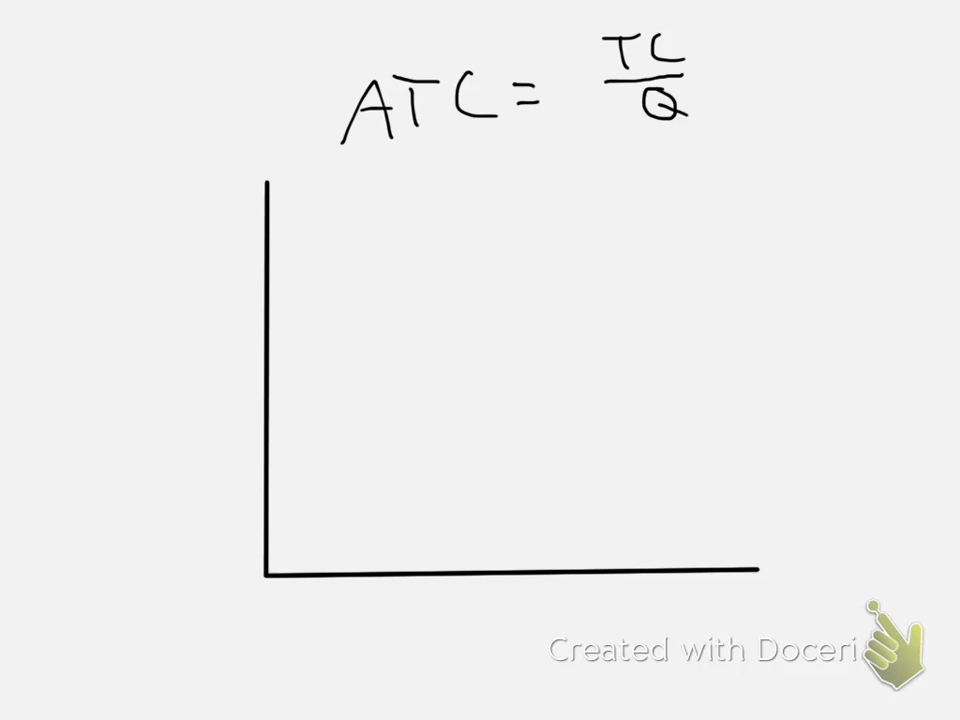 ATC = TC/Q
Created with Doceri